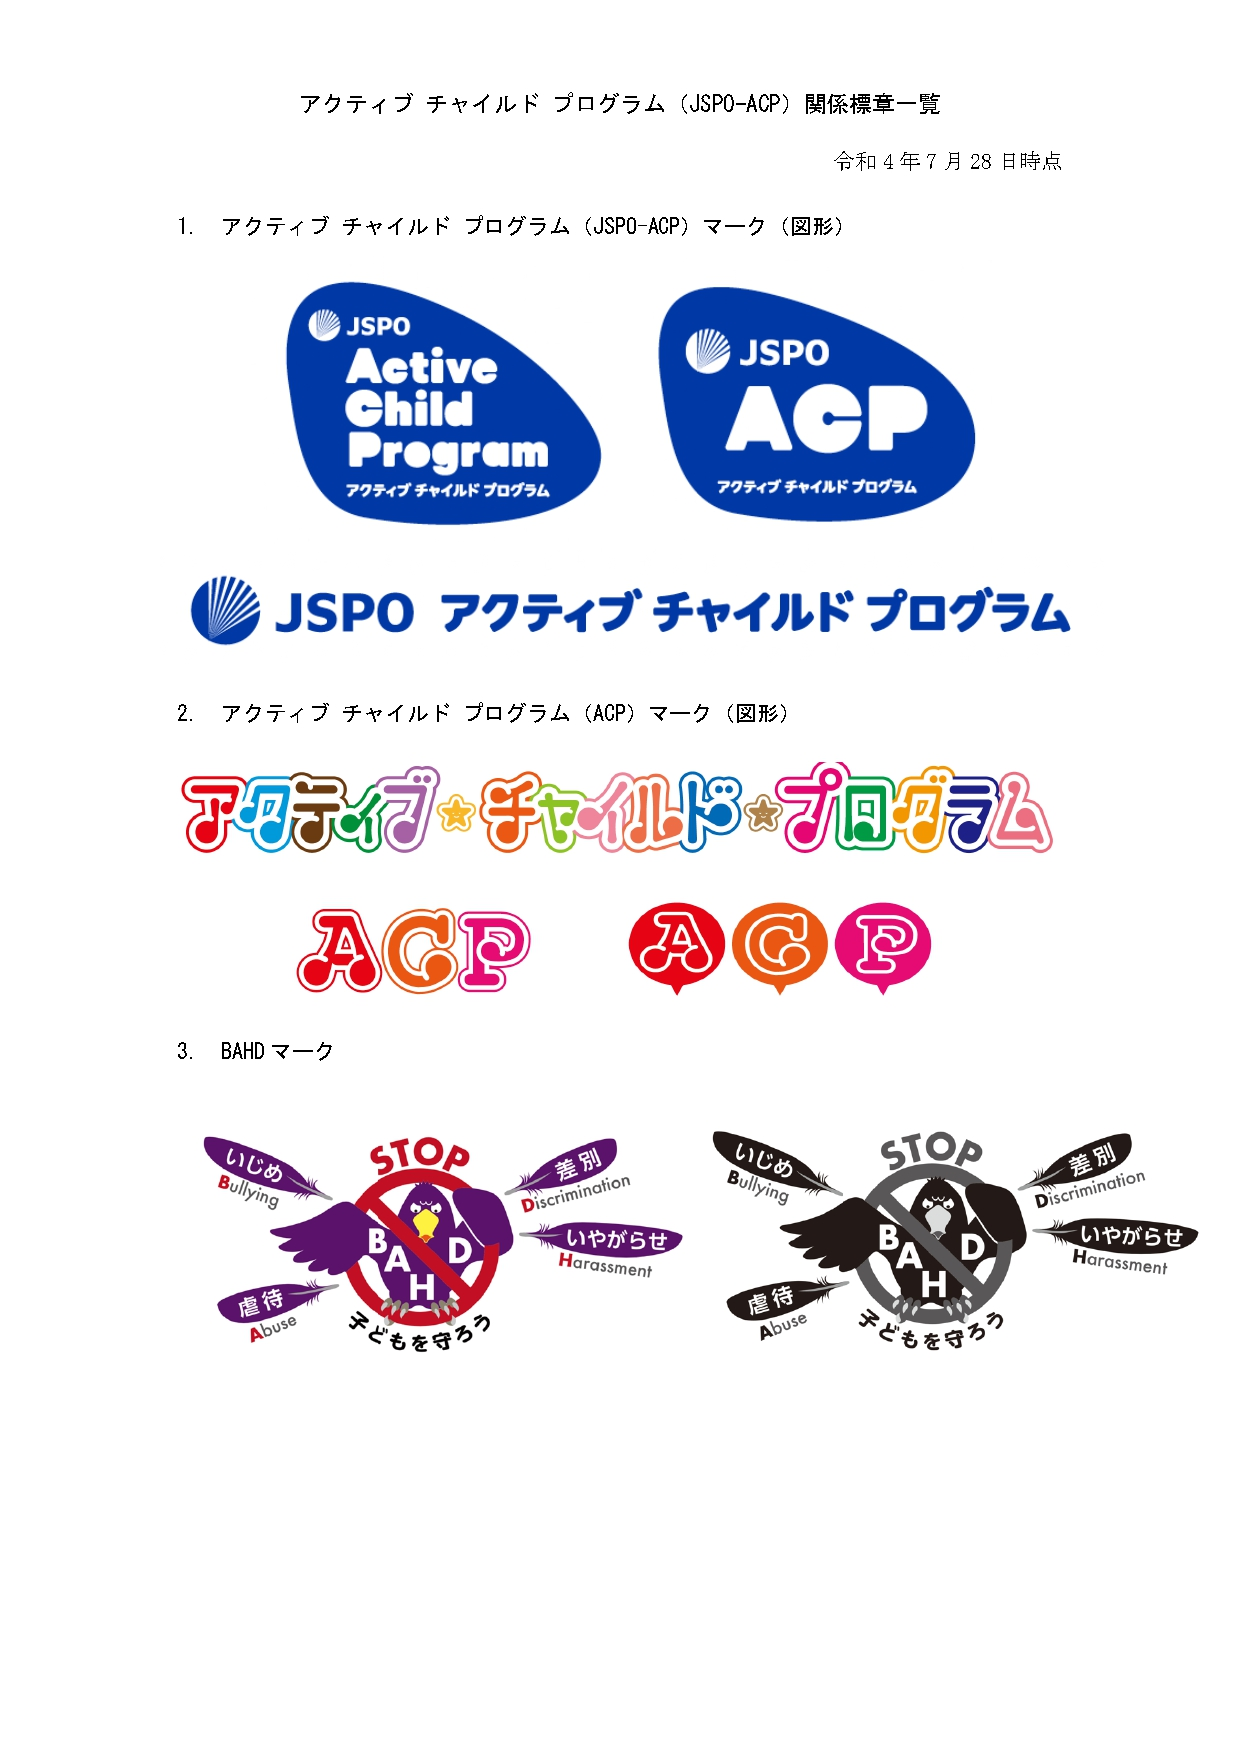 アクティブ チャイルド プログラム（JSPO-ACP）関係標章一覧
令和４年７月 28 日時点
1. アクティブ チャイルド プログラム（JSPO-ACP）マーク（図形）
JSPO
Active
Child
Program
アクティブ チャイルド プログラム
JSPO
ACP
アクティブ チャイルド プログラム
JSPO アクティブ チャイルド プログラム
2. アクティブ チャイルド プログラム（ACP）マーク（図形）
アクティブ☆チャイルド☆プログラム
ACP
ACP
3. BAHD マーク
STOP
いじめ
Bullying
差別
Discrimination
いやがらせ
Harassment
虐待
Abuse
BAHD
子どもを守ろう
STOP
いじめ
Bullying
差別
Discrimination
いやがらせ
Harassment
虐待
Abuse
BAHD
子どもを守ろう